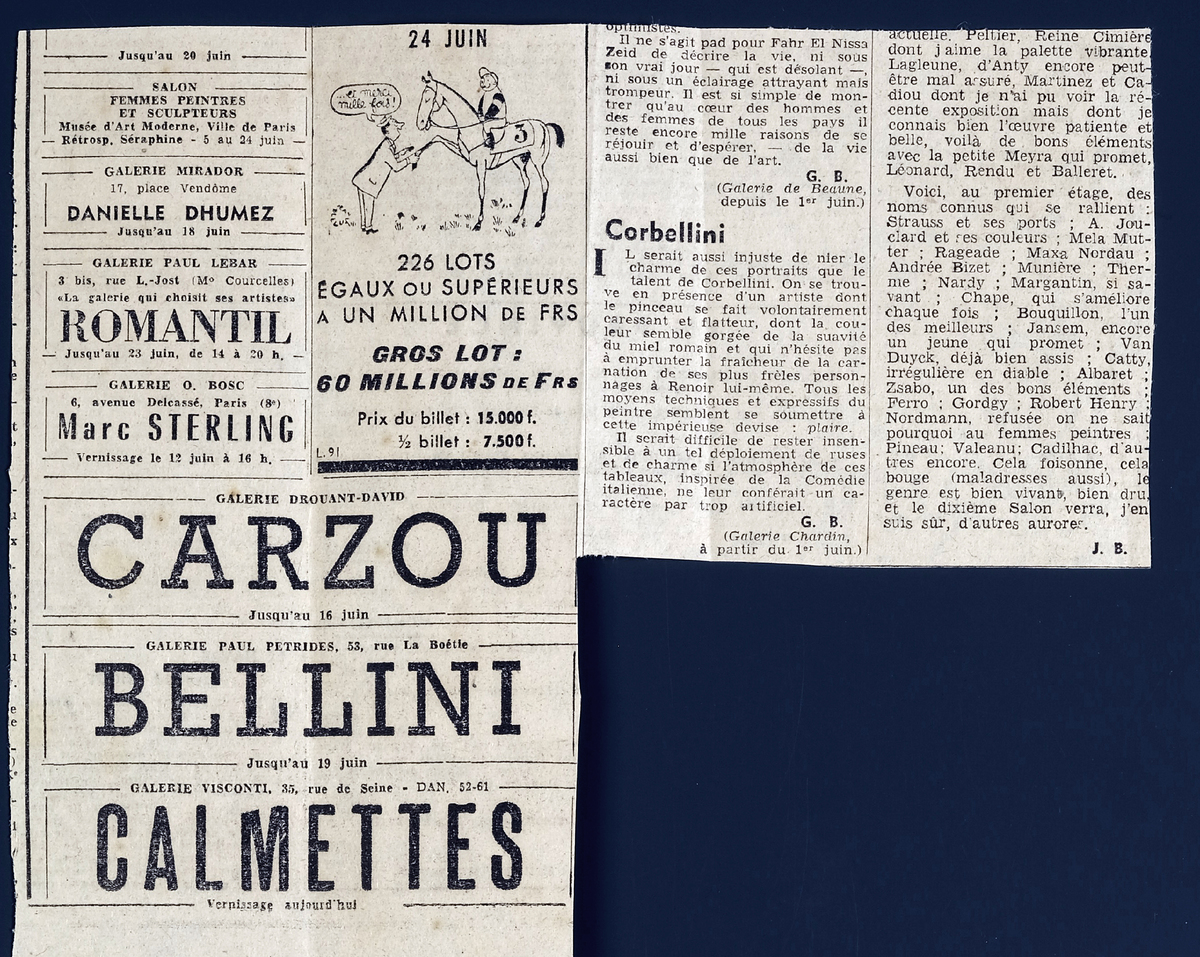 Jusqu'au 20 juin
SALON
FEMMES PEINTRES
ET SCULPTEURS
Musée d'Art Moderne, Ville de Paris
Rétrosp. Séraphine - 5 au 24 juin
GALERIE MIRADOR
17, place Vendôme
DANIELLE DHUMEZ
Jusqu'au 18 juin
GALERIE PAUL LEBAR
3 bis, rue L.-Jost (Mo Courcelles)
«La galerie qui choisit ses artistes»
ROMANTIL
Jusqu'au 23 juin, de 14 à 20 h.
GALERIE O. BOSC
6, avenue Delcassé, Paris (8e)
Marc STERLING
Vernissage le 12 juin à 16 h.
24 JUIN
...et merci
mille fois!
3
226 LOTS
ÉGAUX OU SUPÉRIEURS
A UN MILLION DE FRS
GROS LOT :
60 MILLIONS DE FRS
Prix du billet : 15.000 f.
½ billet : 7.500 f.
L. 91
GALERIE DROUANT-DAVID
CARZOU
Jusqu'au 16 juin
GALERIE PAUL PETRIDES, 53, rue La Boétie
BELLINI
Jusqu'au 19 juin
GALERIE VISCONTI, 35, rue de Seine - DAN. 52-61
CALMETTES
Vernissage aujourd'hui
optimistes.
Il ne s'agit pad pour Fahr El Nissa
Zeid de décrire la vie, ni sous
son vrai jour — qui est désolant —,
ni sous un éclairage attrayant mais
trompeur. Il est si simple de mon-
trer qu'au cœur des hommes et
des femmes de tous les pays il
reste encore mille raisons de se
réjouir et d'espérer, — de la vie
aussi bien que de l'art.
G. B.
(Galerie de Beaune,
depuis le 1er juin.)
Corbellini
IL serait aussi injuste de nier le
charme de ces portraits que le
talent de Corbellini. On se trou-
ve en présence d'un artiste dont
le pinceau se fait volontairement
caressant et flatteur, dont la cou-
leur semble gorgée de la suavité
du miel romain et qui n'hésite pas
à emprunter la fraîcheur de la car-
nation de ses plus frêles person-
nages à Renoir lui-même. Tous les
moyens techniques et expressifs du
peintre semblent se soumettre à
cette impérieuse devise : plaire.
Il serait difficile de rester insen-
sible à un tel déploiement de ruses
et de charme si l'atmosphère de ces
tableaux, inspirée de la Comédie
italienne, ne leur conférait un ca-
ractère par trop artificiel.
G. B.
(Galerie Chardin,
à partir du 1er juin.)
actuelle. Peltier, Reine Cimière
dont j'aime la palette vibrante
Lagleune, d'Anty encore peut-
être mal assuré, Martinez et Ca-
diou dont je n'ai pu voir la ré-
cente exposition mais dont je
connais bien l'œuvre patiente et
belle, voilà de bons éléments
avec la petite Meyra qui promet,
Léonard, Rendu et Balleret.
Voici, au premier étage, des
noms connus qui se rallient :
Strauss et ses ports ; A. Jou-
clard et ses couleurs ; Mela Mut-
ter ; Rageade ; Maxa Nordau ;
Andrée Bizet ; Munière ; Ther-
me ; Nardy ; Margantin, si sa-
vant ; Chape, qui s'améliore
chaque fois ; Bouquillon, l'un
des meilleurs ; Jansem, encore
un jeune qui promet ; Van
Duyck, déjà bien assis ; Catty,
irrégulière en diable ; Albaret ;
Zsabo, un des bons éléments ;
Ferro ; Gordgy ; Robert Henry ;
Nordmann, refusée on ne sait
pourquoi au femmes peintres ;
Pineau; Valeanu; Cadilhac, d'au-
tres encore. Cela foisonne, cela
bouge (maladresses aussi), le
genre est bien vivant, bien dru,
et le dixième Salon verra, j'en
suis sûr, d'autres aurores.
J. B.